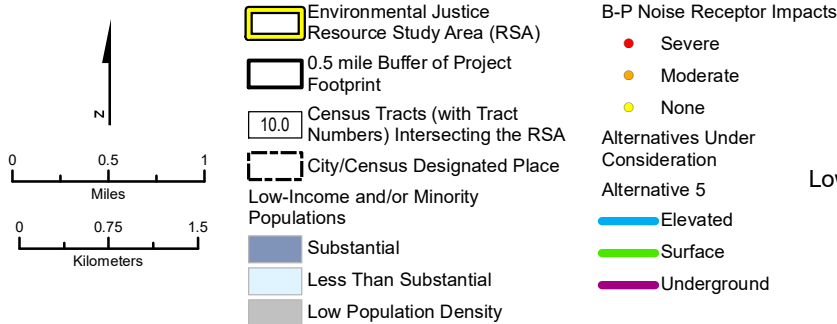 N
0 0.5 1
Miles
0 0.75 1.5
Kilometers
Environmental Justice
Resource Study Area (RSA)
0.5 mile Buffer of Project
Footprint
10.0
Census Tracts (with Tract
Numbers) Intersecting the RSA
City/Census Designated Place
Low-Income and/or Minority
Populations
Substantial
Less Than Substantial
Low Population Density
B-P Noise Receptor Impacts
Severe
Moderate
None
Alternatives Under
Consideration
Alternative 5
Elevated
Surface
Underground